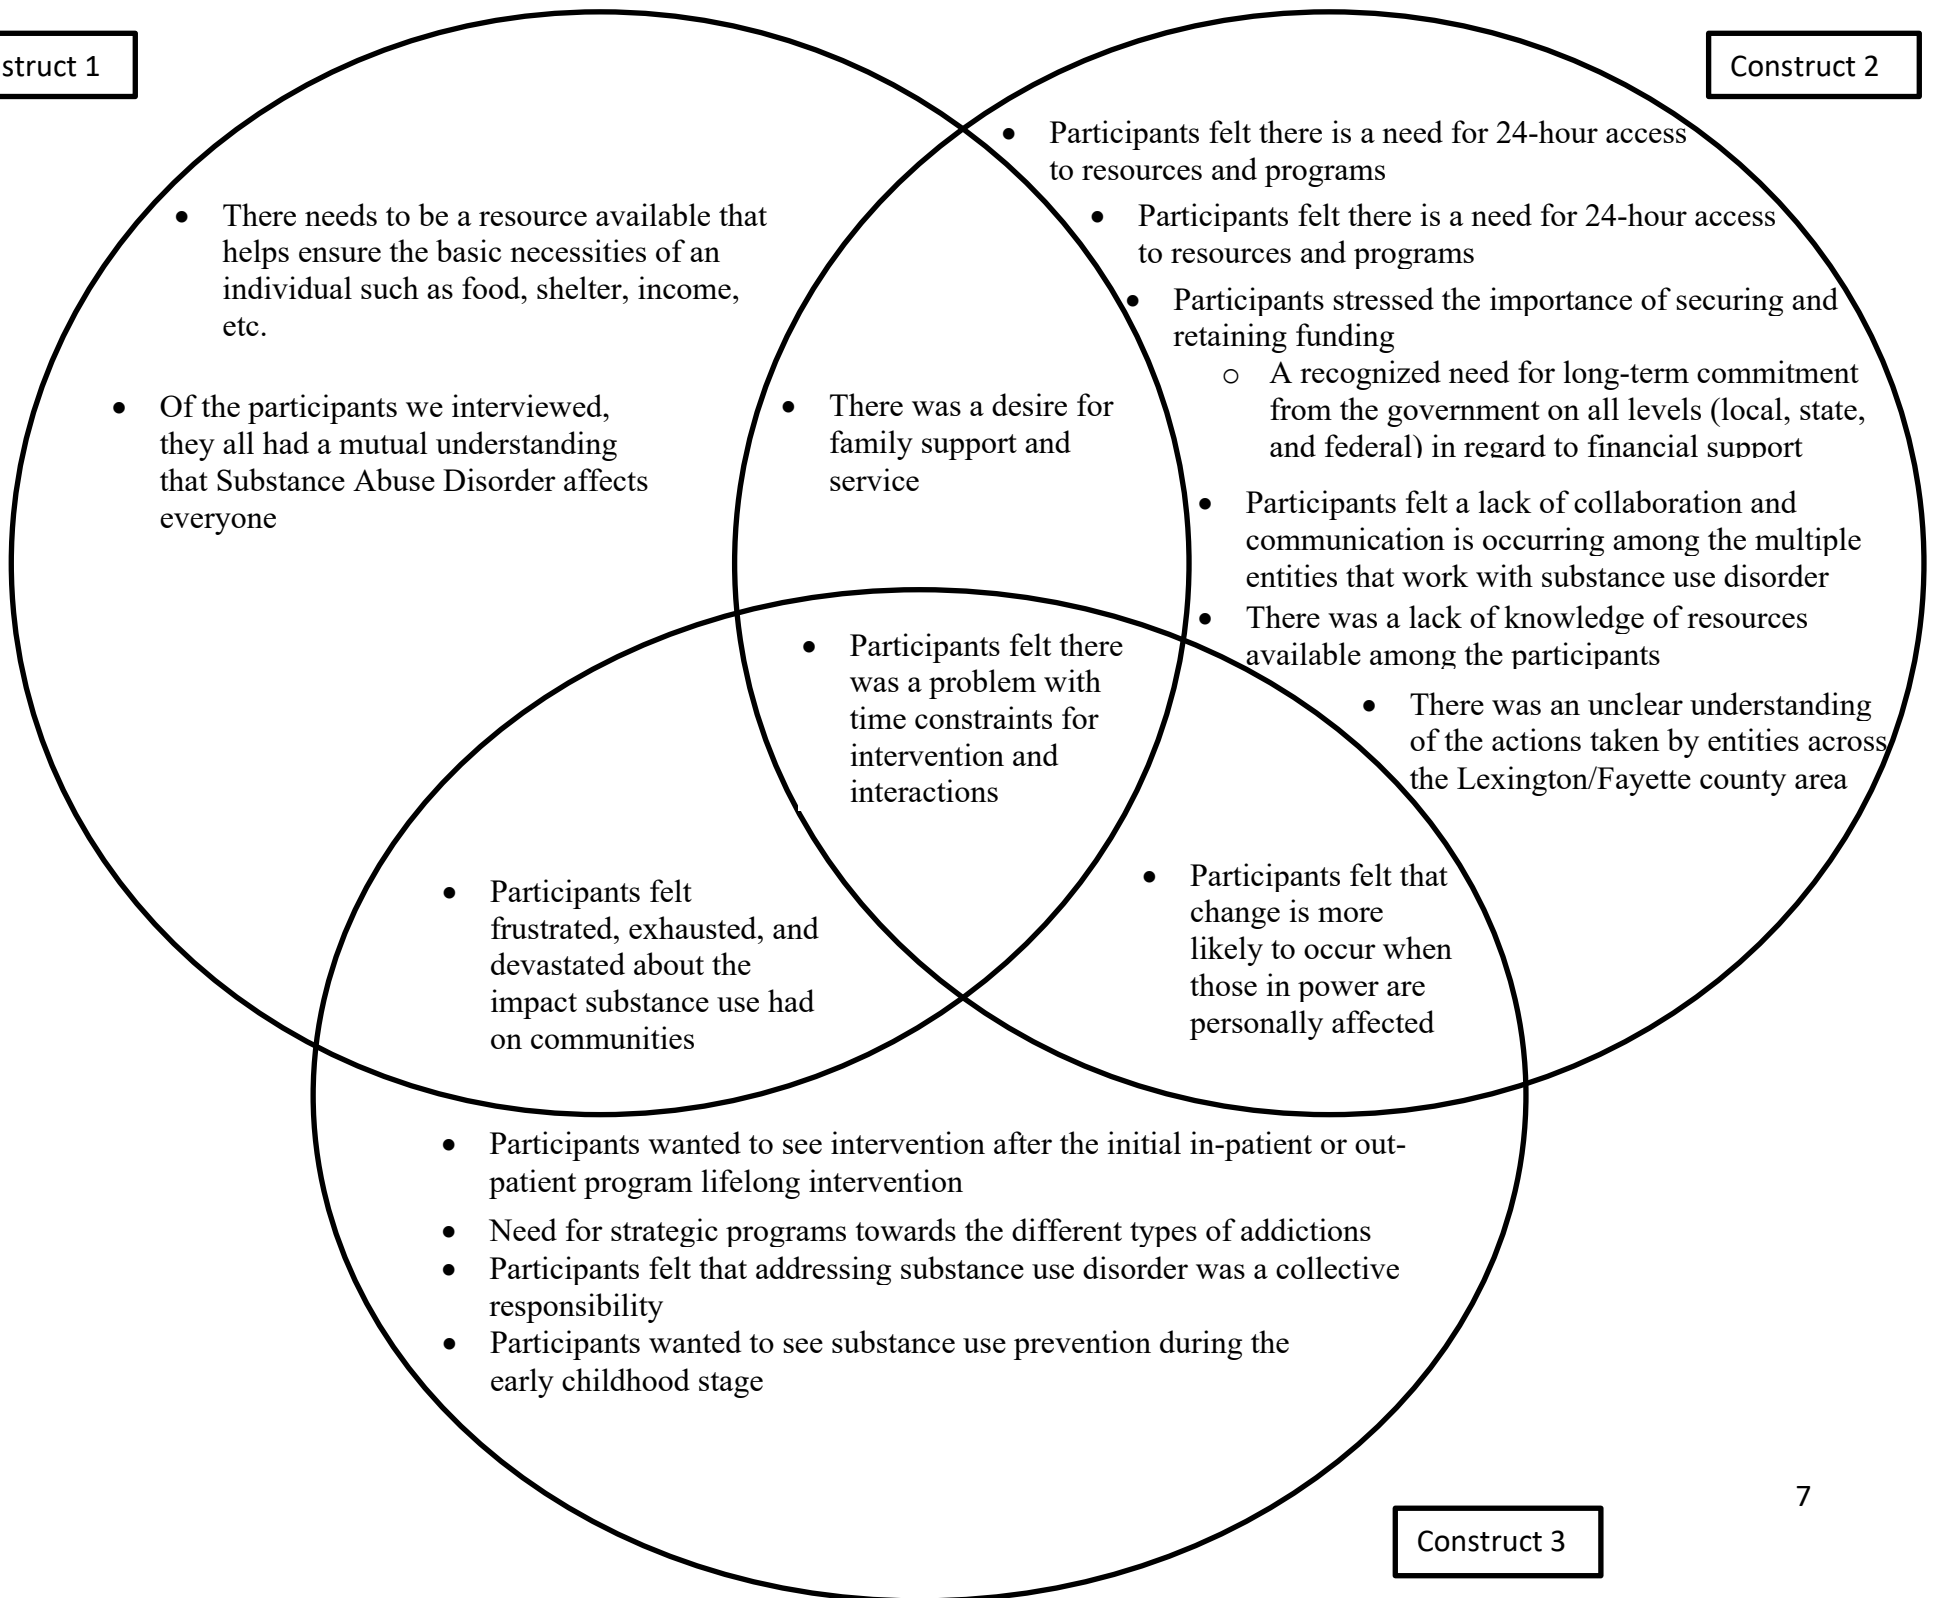 struct 1
Construct 2
• Participants felt there is a need for 24-hour access
to resources and programs
• There needs to be a resource available that
helps ensure the basic necessities of an
individual such as food, shelter, income,
etc.
• Participants felt there is a need for 24-hour access
to resources and programs
• Participants stressed the importance of securing and
retaining funding
o A recognized need for long-term commitment
from the government on all levels (local, state,
and federal) in regard to financial support
• Of the participants we interviewed,
they all had a mutual understanding
that Substance Abuse Disorder affects
everyone
• There was a desire for
family support and
service
• Participants felt a lack of collaboration and
communication is occurring among the multiple
entities that work with substance use disorder
• There was a lack of knowledge of resources
available among the participants
• Participants felt there
was a problem with
time constraints for
intervention and
interactions
• There was an unclear understanding
of the actions taken by entities across
the Lexington/Fayette county area
• Participants felt
frustrated, exhausted, and
devastated about the
impact substance use had
on communities
• Participants felt that
change is more
likely to occur when
those in power are
personally affected
• Participants wanted to see intervention after the initial in-patient or out-
patient program lifelong intervention
• Need for strategic programs towards the different types of addictions
• Participants felt that addressing substance use disorder was a collective
responsibility
• Participants wanted to see substance use prevention during the
early childhood stage
7
Construct 3